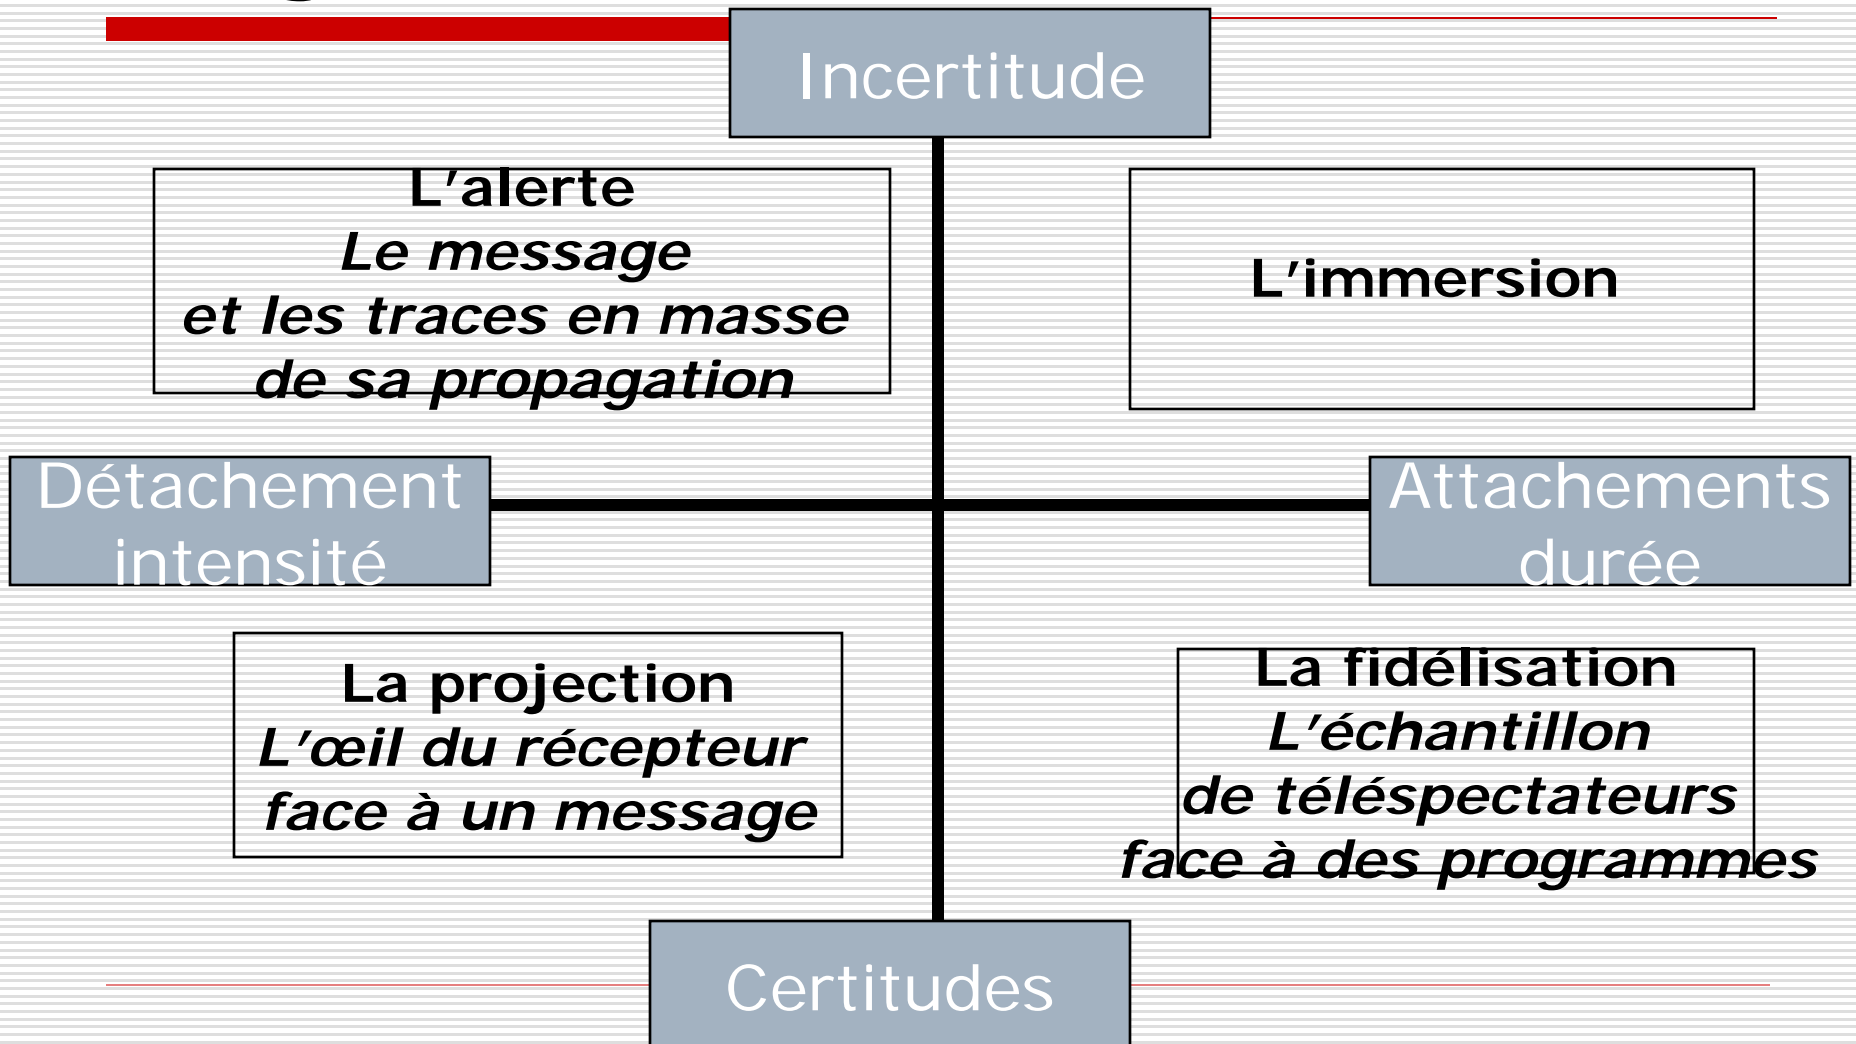 Incertitude
L'alerte
Le message
et les traces en masse
de sa propagation
L'immersion
Détachement
intensité
Attachements
durée
La projection
L'œil du récepteur
face à un message
La fidélisation
L'échantillon
de téléspectateurs
face à des programmes
Certitudes